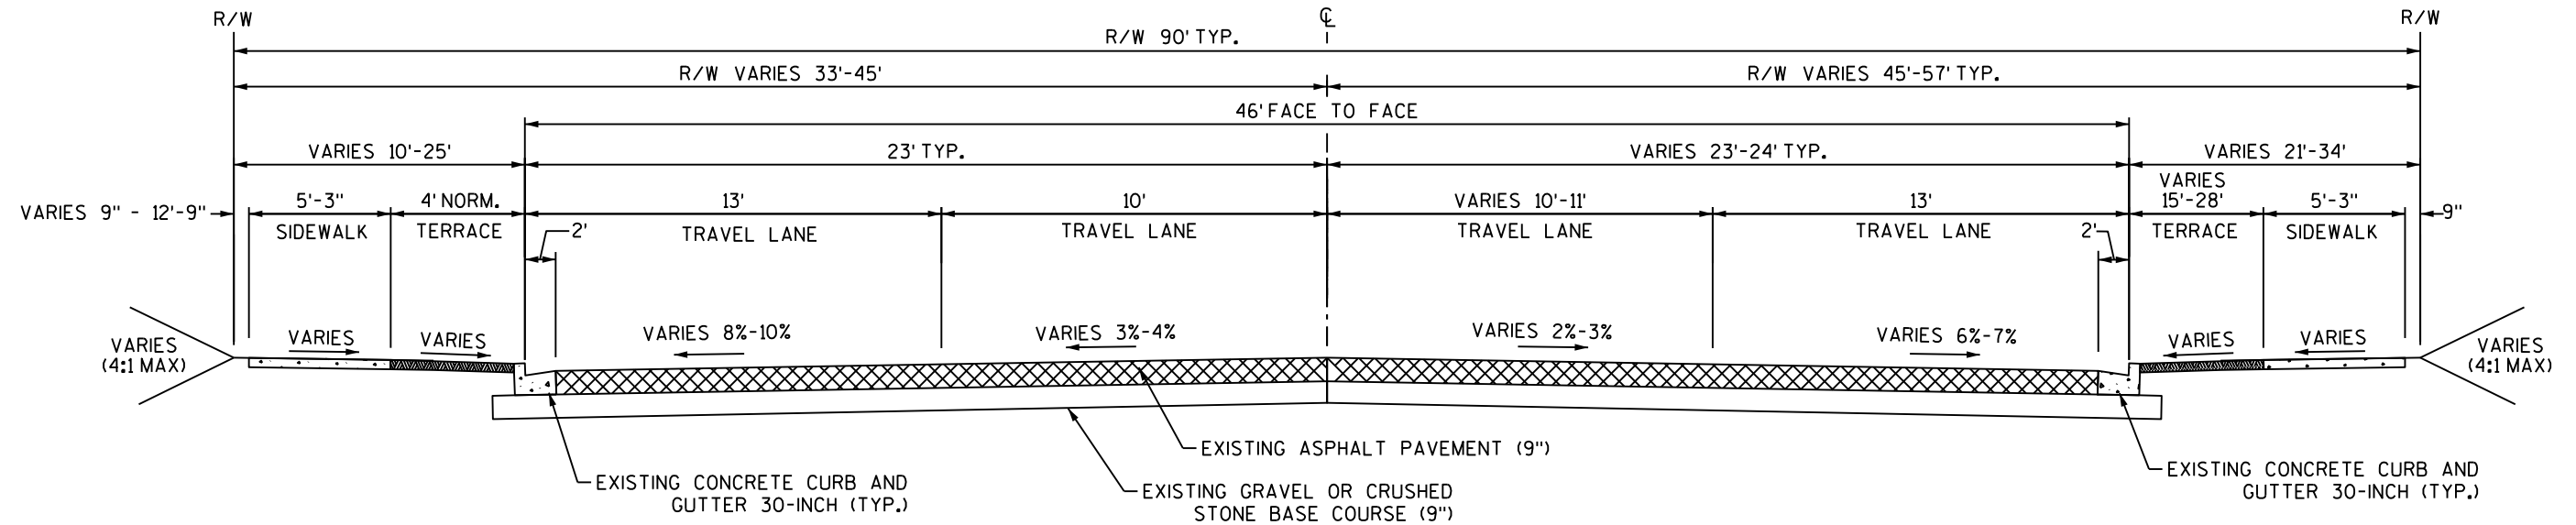 R/W
℄
R/W
R/W 90' TYP.
R/W VARIES 33'-45'
R/W VARIES 45'-57' TYP.
46' FACE TO FACE
VARIES 10'-25'
23' TYP.
VARIES 23'-24' TYP.
VARIES 21'-34'
VARIES 9" - 12'-9"
5'-3"
4' NORM.
13'
10'
VARIES 10'-11'
13'
VARIES
15'-28'
5'-3"
9"
SIDEWALK
TERRACE
2'
TRAVEL LANE
TRAVEL LANE
TRAVEL LANE
TRAVEL LANE
2'
TERRACE
SIDEWALK
VARIES
(4:1 MAX)
VARIES
VARIES
VARIES 8%-10%
VARIES 3%-4%
VARIES 2%-3%
VARIES 6%-7%
VARIES
VARIES
VARIES
(4:1 MAX)
EXISTING ASPHALT PAVEMENT (9")
EXISTING CONCRETE CURB AND
GUTTER 30-INCH (TYP.)
EXISTING GRAVEL OR CRUSHED
STONE BASE COURSE (9")
EXISTING CONCRETE CURB AND
GUTTER 30-INCH (TYP.)